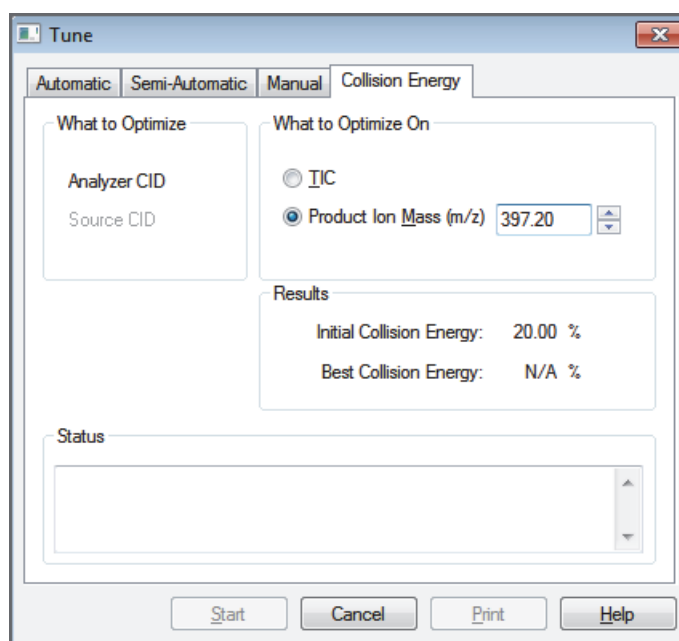 Tune
Automatic Semi-Automatic Manual Collision Energy
What to Optimize
Analyzer CID
Source CID
What to Optimize On
TIC
Product Ion Mass (m/z) 397.20
Results
Initial Collision Energy: 20.00 %
Best Collision Energy: N/A %
Status
Start Cancel Print Help